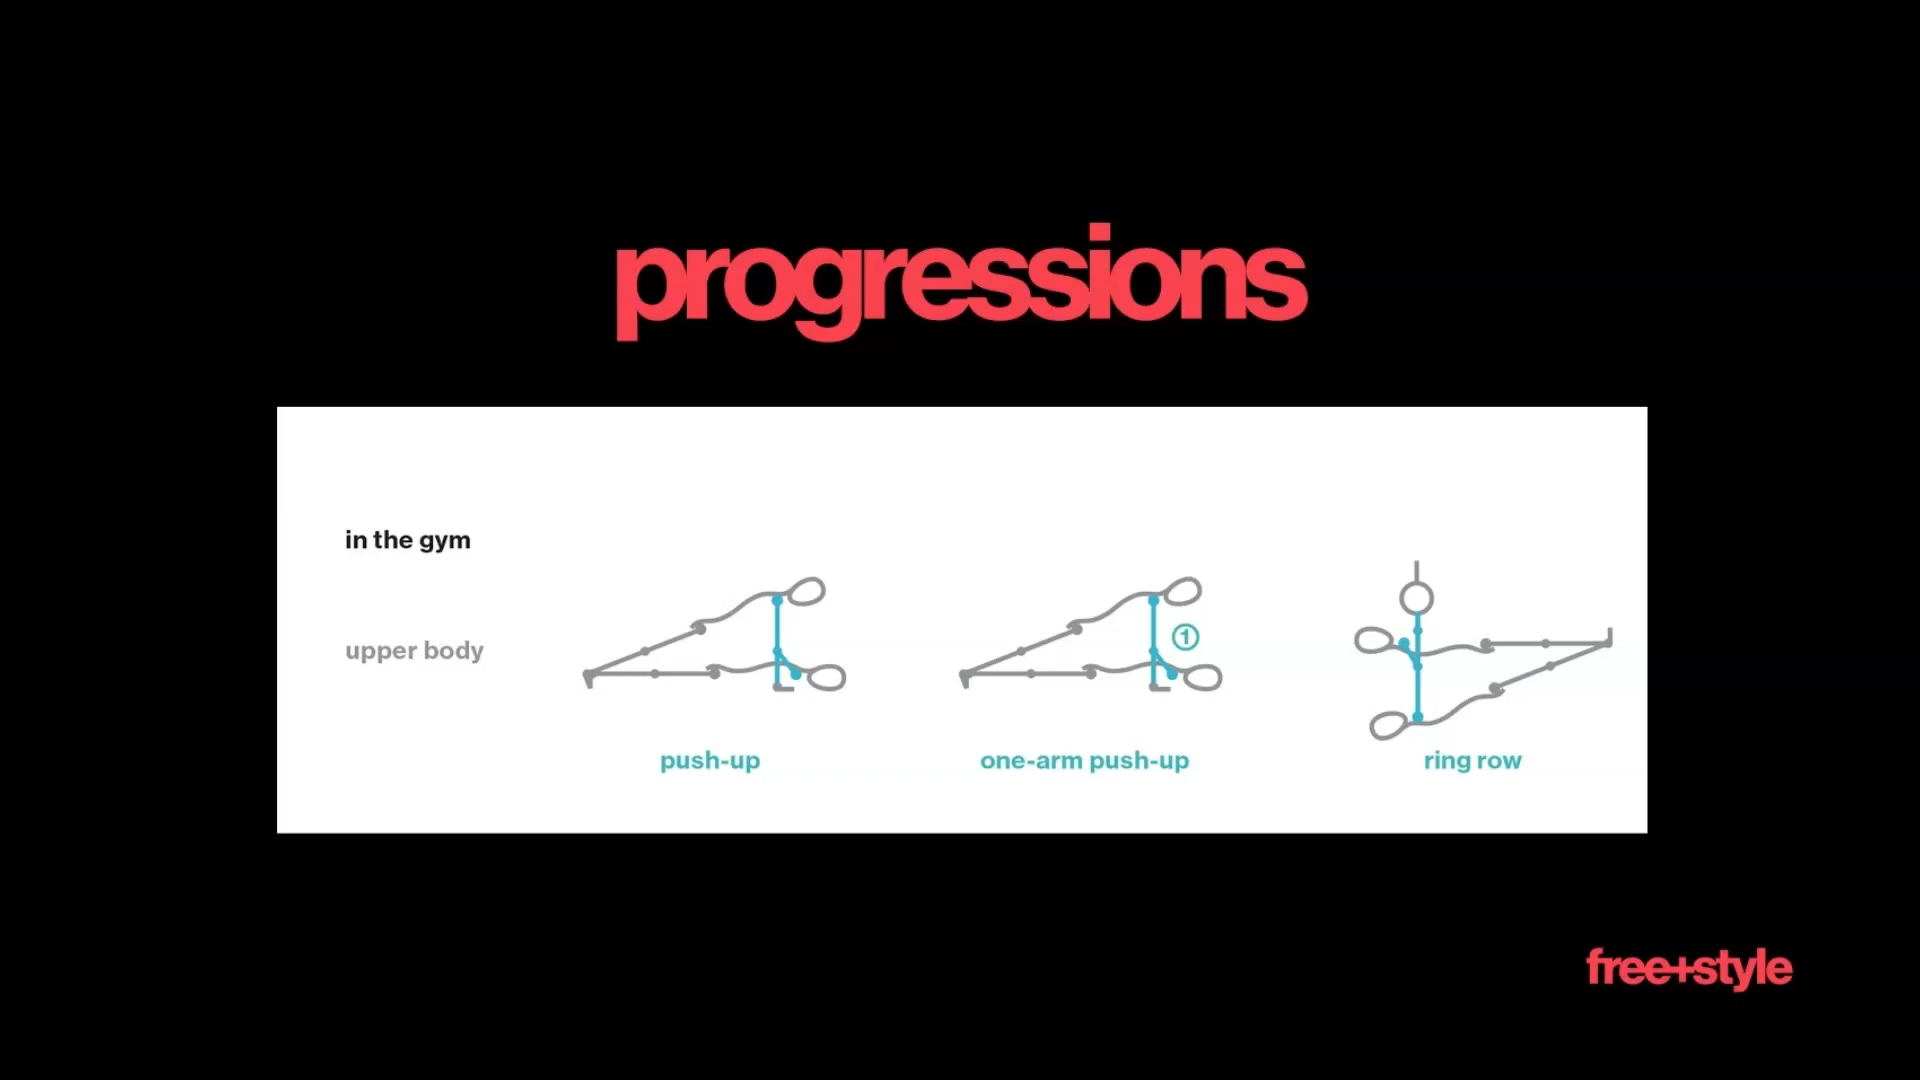 progressions
in the gym
upper body
1
push-up
one-arm push-up
ring row
free+style